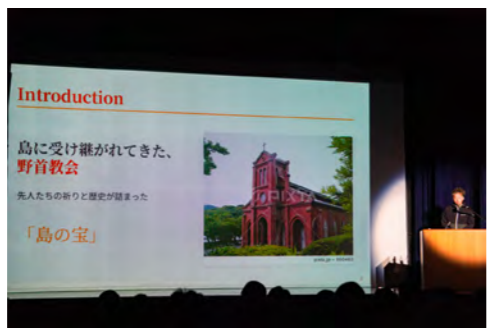 Introduction
島に受け継がれてきた、
野首教会
先人たちの祈りと歴史が詰まった
「島の宝」